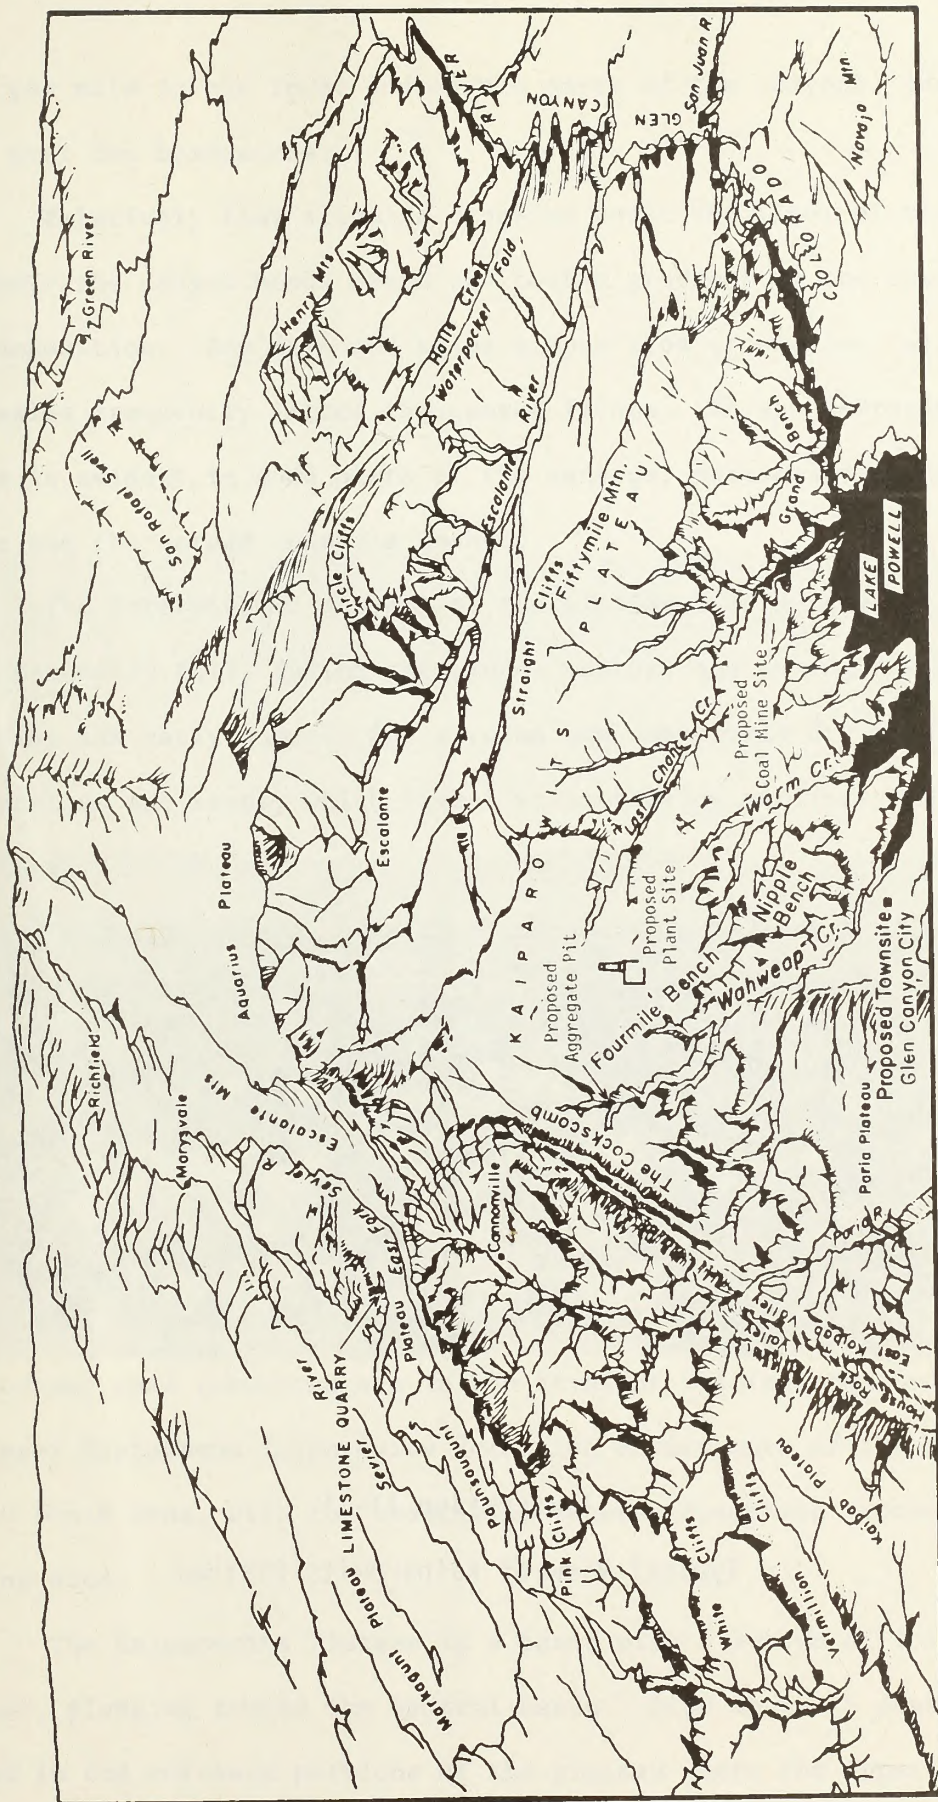 Green River
San Rafael Swell
Henry Mts.
RIVER
CANYON
GLEN
San Juan R.
Navajo Mtn.
COLORADO
Halls Creek
Waterpocket Fold
Circle Cliffs
Escalante River
Straight Cliffs
Fiftymile Mtn.
KAIPAROWITS PLATEAU
Grand Bench
LAKE
POWELL
Aquarius Plateau
Escalante
Last Chance Cr.
Proposed
Coal Mine Site
Warm Cr.
Proposed
Aggregate Pit
Proposed
Plant Site
Fourmile Bench
Nipple
Bench
Wahweap Cr.
Proposed Townsite
Glen Canyon City
Richfield
Marysvale
Escalante Mts
Sevier R.
East Fork
Cannonville
The Cockscomb
Paria Plateau
Paria R.
LIMESTONE QUARRY
Sevier River
Paunsaugunt Plateau
Markagunt Plateau
Pink Cliffs
White Cliffs
Vermillion Cliffs
Kaibab Plateau
House Rock Valley
East Kaibab